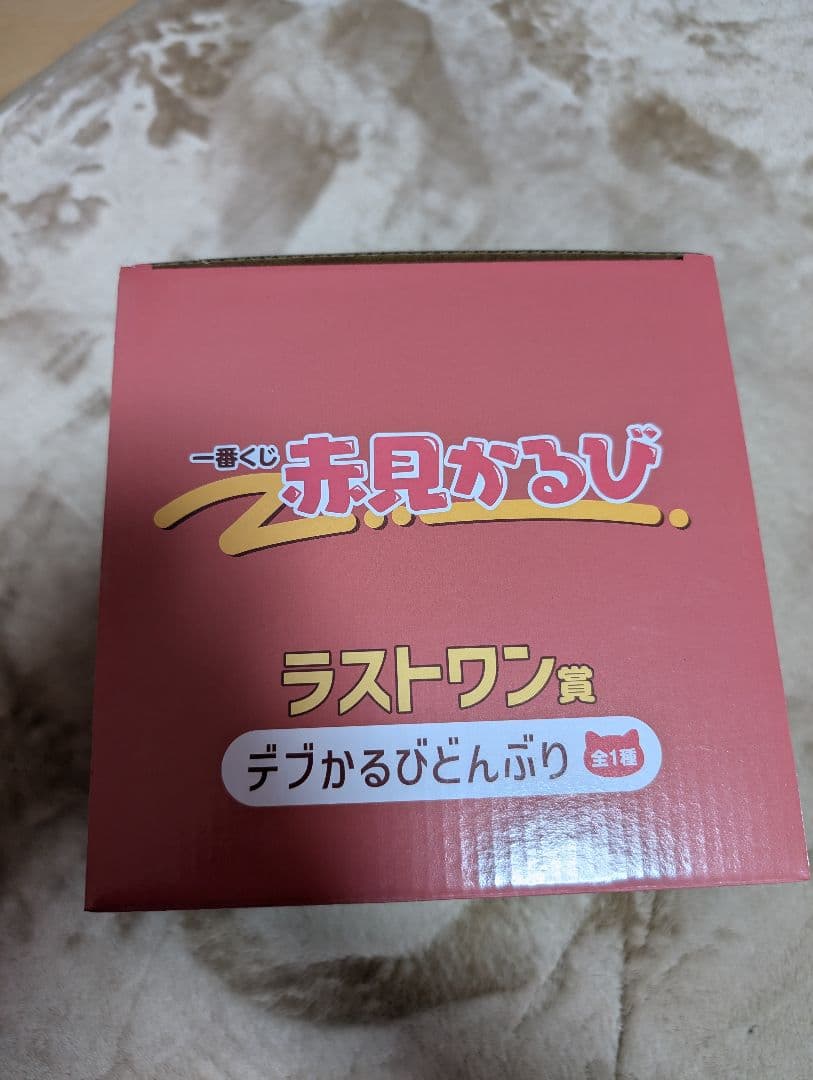 一番くじ 赤見かるび
ラストワン賞
デブかるびどんぶり 全1種